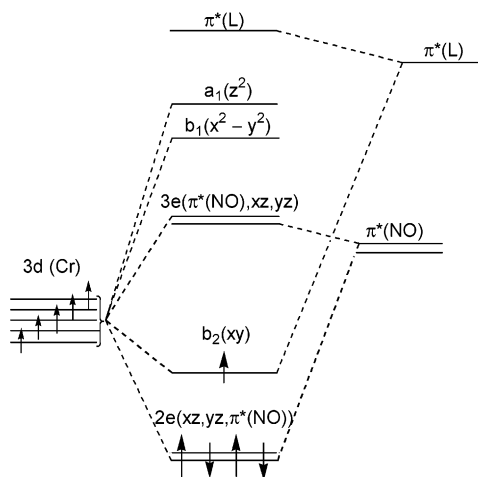 π*(L)
π*(L)
a₁(z²)
b₁(x² − y²)
3e(π*(NO),xz,yz)
π*(NO)
3d (Cr)
b₂(xy)
2e(xz,yz,π*(NO))